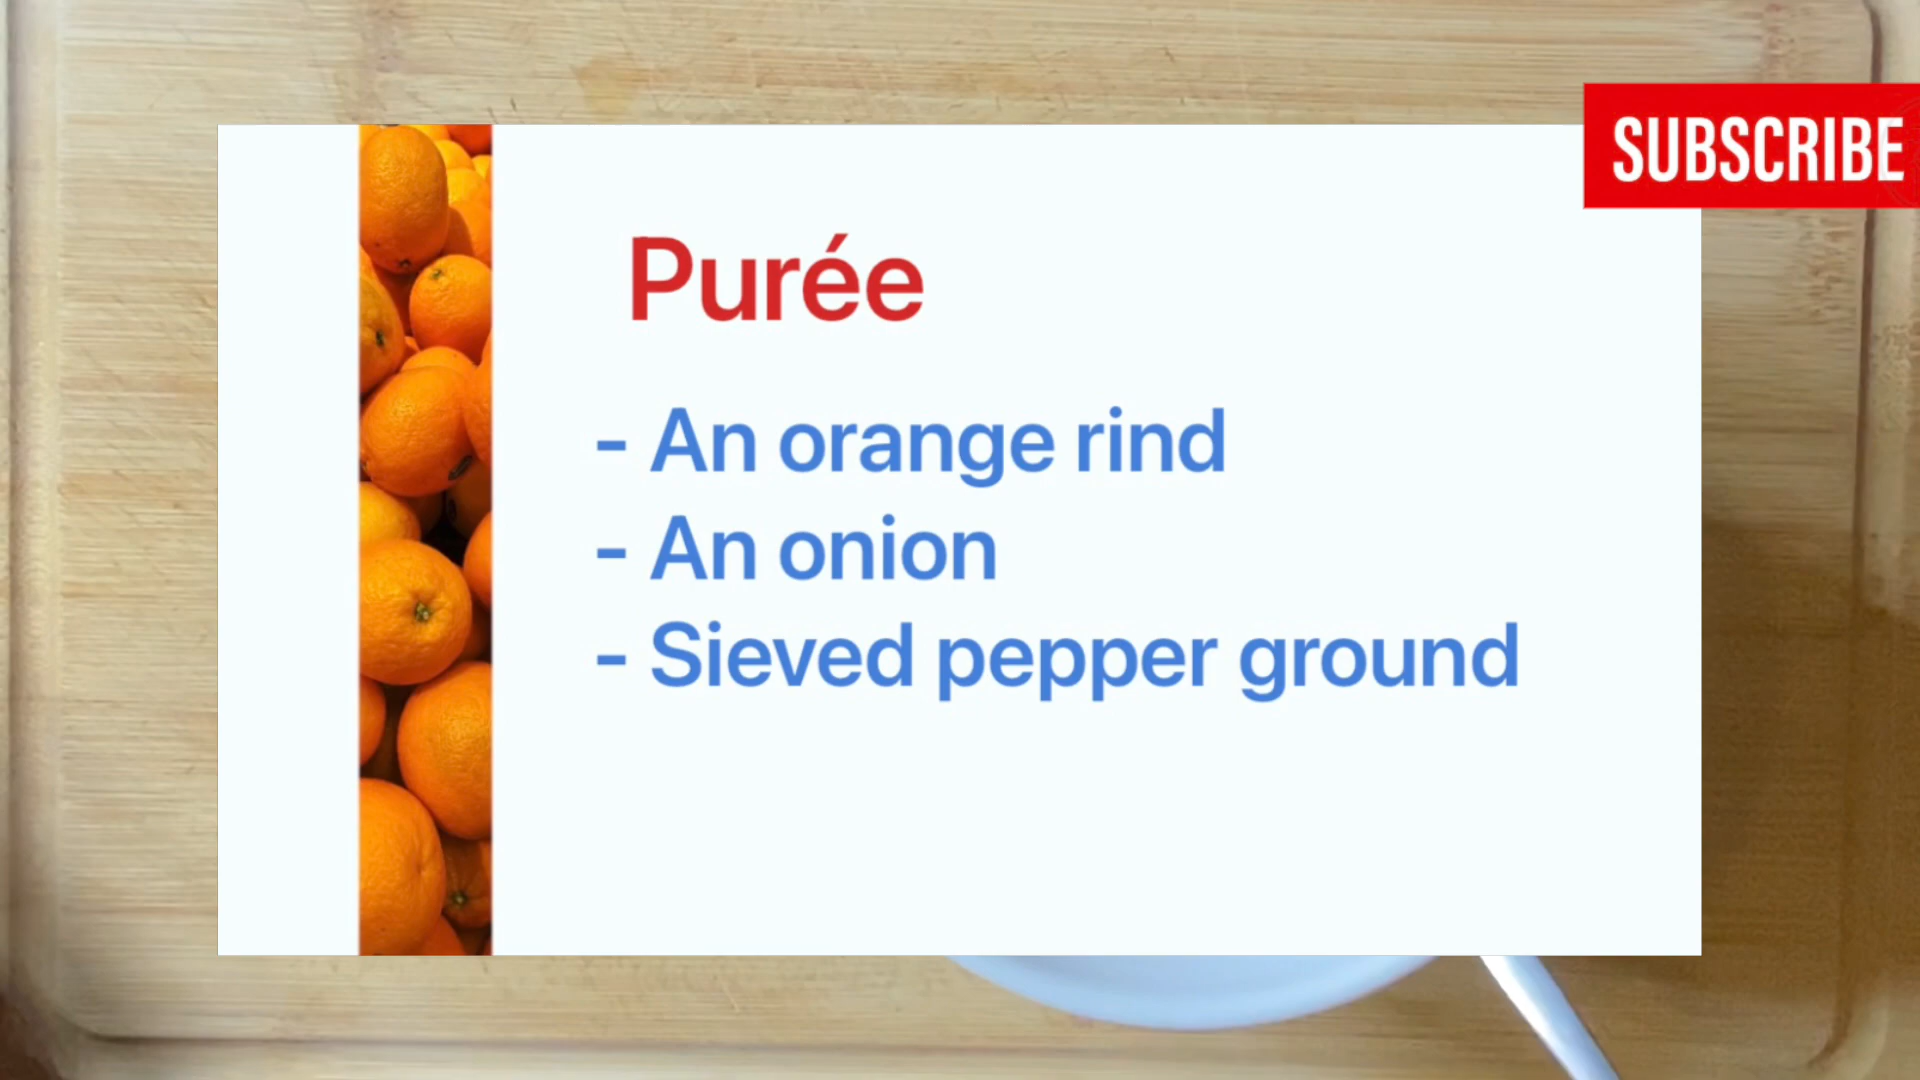 SUBSCRIBE
Purée
- An orange rind
- An onion
- Sieved pepper ground